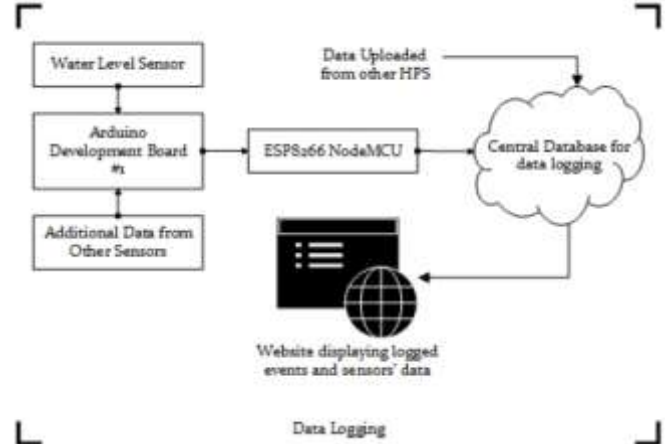 Water Level Sensor
Data Uploaded
from other HPS
Arduino
Development Board
#1
ESP8266 NodeMCU
Central Database for
data logging
Additional Data from
Other Sensors
Website displaying logged
events and sensors' data
Data Logging